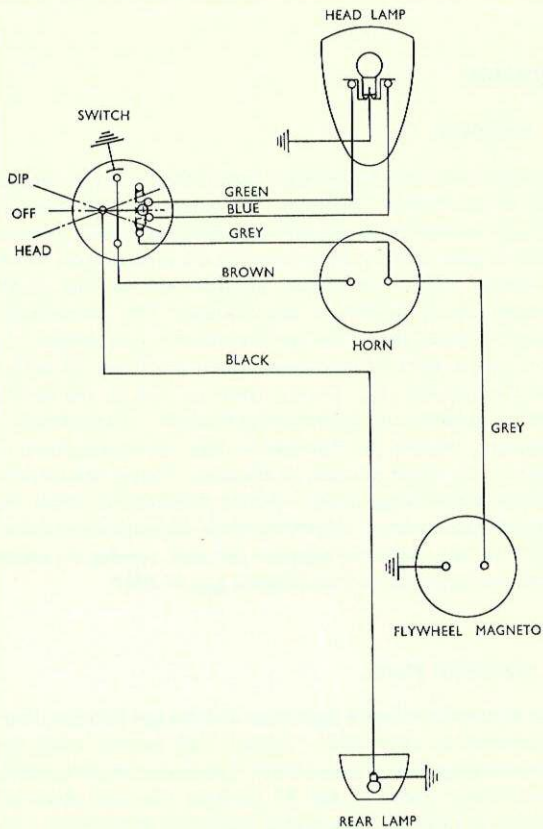 HEAD LAMP
SWITCH
DIP
OFF
HEAD
GREEN
BLUE
GREY
BROWN
HORN
BLACK
GREY
FLYWHEEL MAGNETO
REAR LAMP